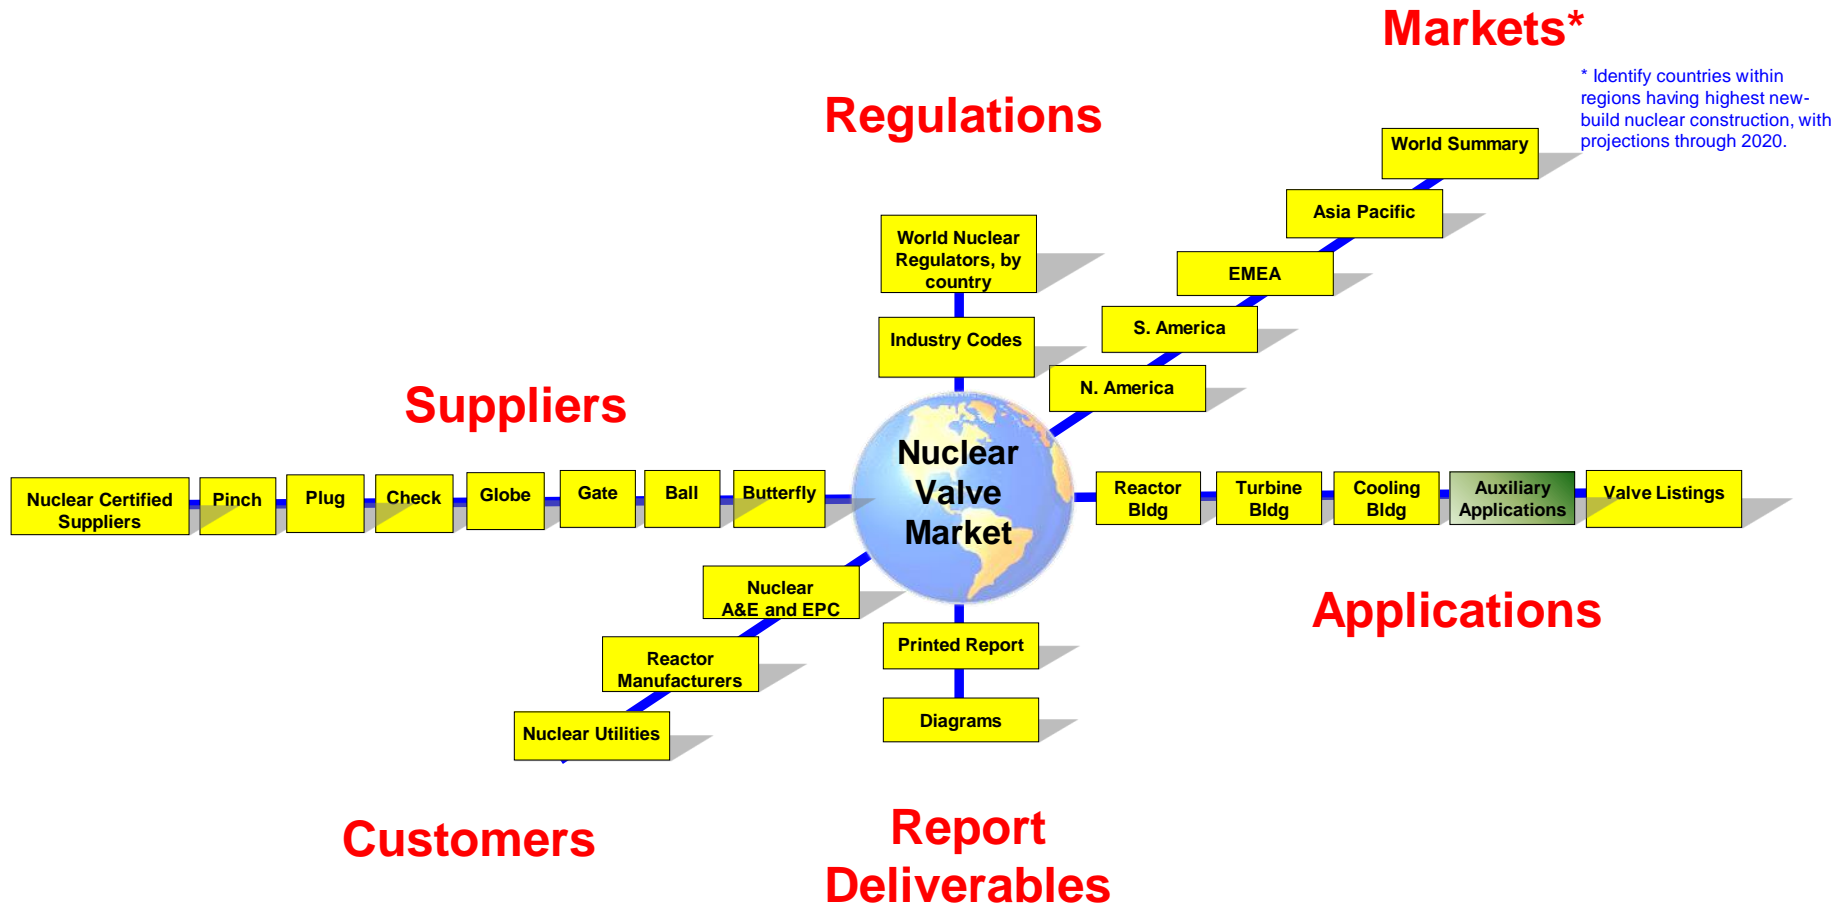 Markets*
* Identify countries within
regions having highest new-
build nuclear construction, with
projections through 2020.
Regulations
World Summary
Asia Pacific
World Nuclear
Regulators, by
country
EMEA
S. America
Industry Codes
N. America
Suppliers
Nuclear
Valve
Market
Nuclear Certified
Suppliers
Pinch
Plug
Check
Globe
Gate
Ball
Butterfly
Reactor
Bldg
Turbine
Bldg
Cooling
Bldg
Auxiliary
Applications
Valve Listings
Nuclear
A&E and EPC
Applications
Reactor
Manufacturers
Printed Report
Nuclear Utilities
Diagrams
Customers
Report
Deliverables